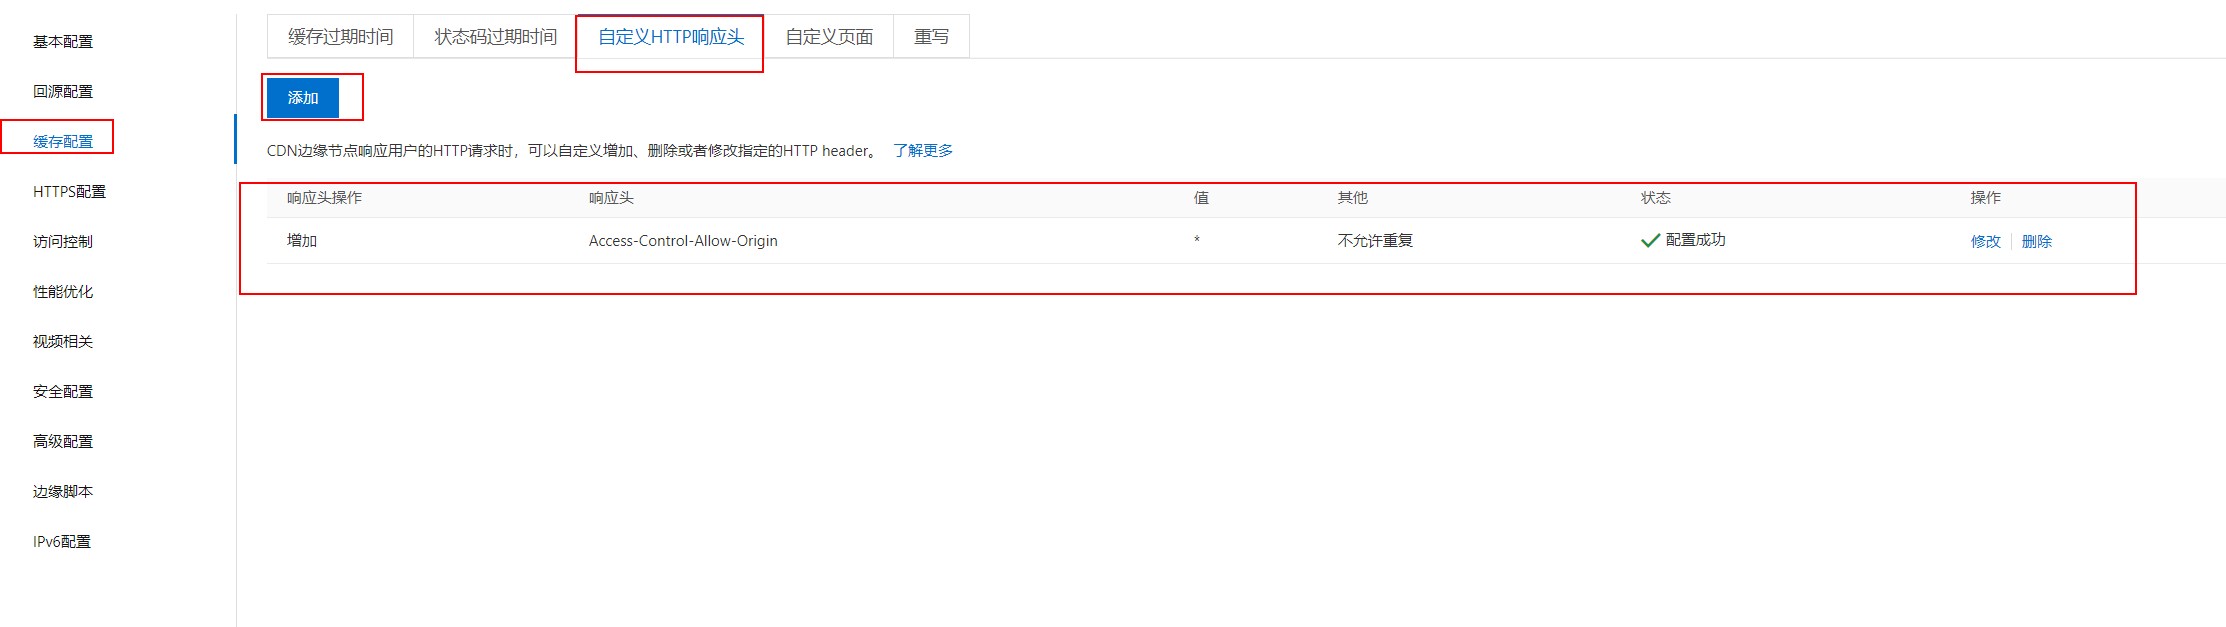 基本配置
回源配置
缓存配置
HTTPS配置
访问控制
性能优化
视频相关
安全配置
高级配置
边缘脚本
IPv6配置
缓存过期时间 状态码过期时间 自定义HTTP响应头 自定义页面 重写
添加
CDN边缘节点响应用户的HTTP请求时，可以自定义增加、删除或者修改指定的HTTP header。 了解更多
响应头操作 响应头 值 其他 状态 操作
增加 Access-Control-Allow-Origin * 不允许重复 配置成功 修改 删除